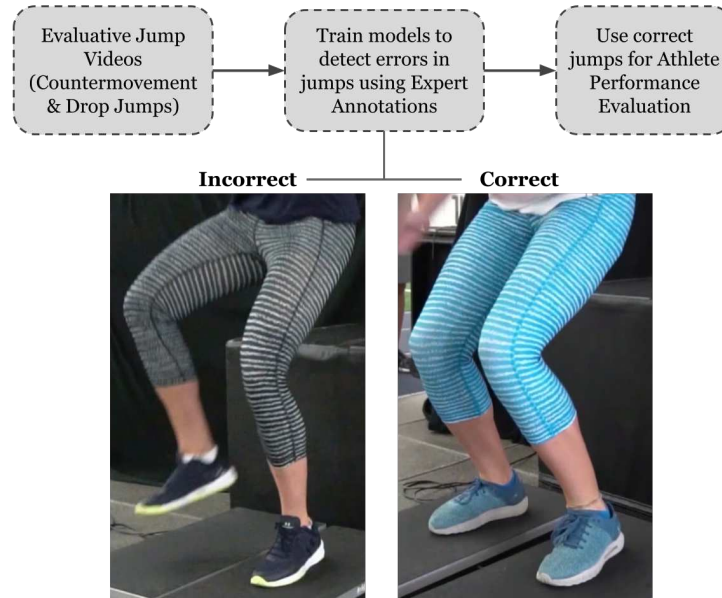 Evaluative Jump
Videos
(Countermovement
& Drop Jumps)
Train models to
detect errors in
jumps using Expert
Annotations
Use correct
jumps for Athlete
Performance
Evaluation
Incorrect
Correct